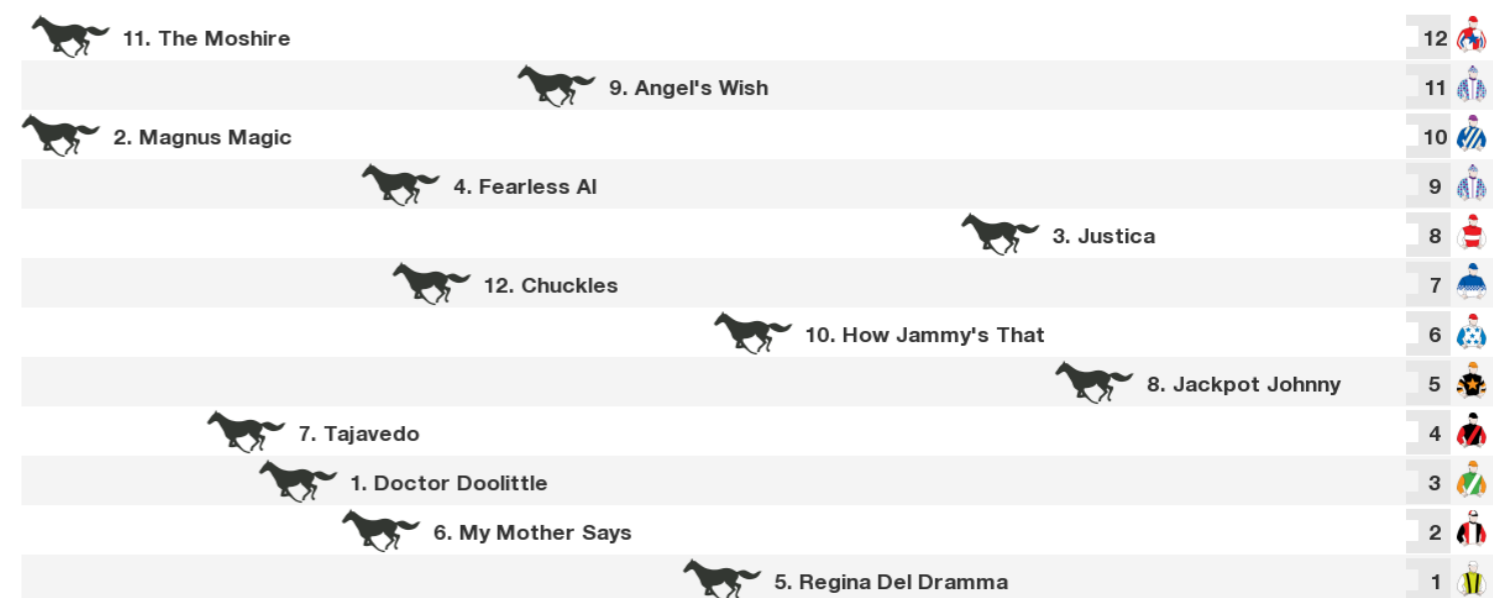 11. The Moshire 12
9. Angel's Wish 11
2. Magnus Magic 10
4. Fearless Al 9
3. Justica 8
12. Chuckles 7
10. How Jammy's That 6
8. Jackpot Johnny 5
7. Tajavedo 4
1. Doctor Doolittle 3
6. My Mother Says 2
5. Regina Del Dramma 1